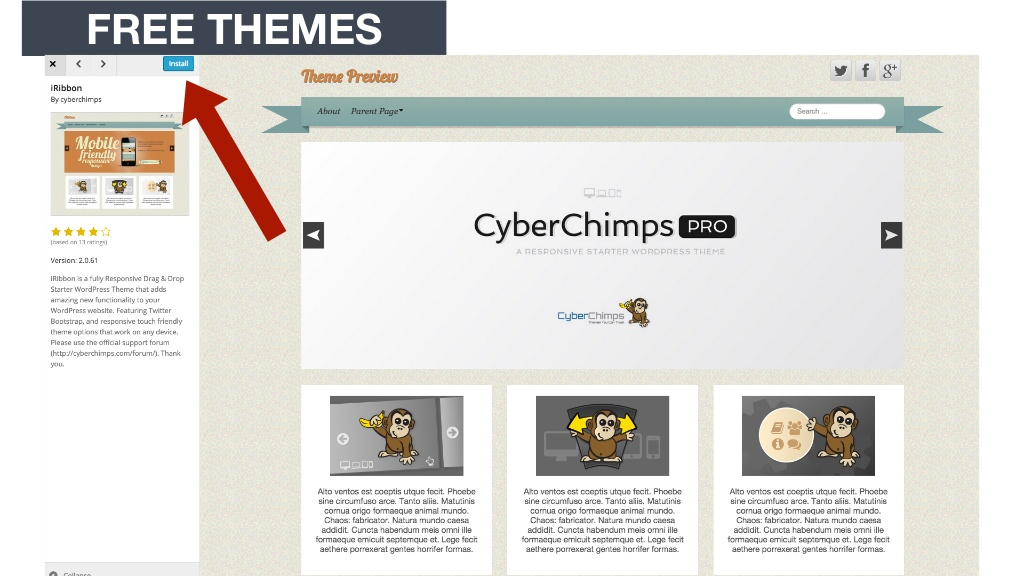 FREE THEMES
Install
iRibbon
By cyberchimps
Mobile
friendly
responsive
(based on 13 ratings)
Version: 2.0.61
iRibbon is a fully Responsive Drag & Drop
Starter WordPress Theme that adds
amazing new functionality to your
WordPress website. Featuring Twitter
Bootstrap, and responsive touch friendly
theme options that work on any device.
Please use the official support forum
(http://cyberchimps.com/forum/). Thank
you.
Collapse
Theme Preview
About Parent Page
Search ...
CyberChimps PRO
A RESPONSIVE STARTER WORDPRESS THEME
CyberChimps
Themes You Can Trust
Alto ventos est coeptis utque fecit. Phoebe
sine circumfuso arce. Tanto aliis. Matutinis
cornua origo formaeque animal mundo.
Chaos: fabricator. Natura mundo caesa
addidit. Cuncta habendum meis omni ille
formaeque emicuit septemque et. Lege fecit
aethere porrexerat gentes horrifer formas.
Alto ventos est coeptis utque fecit. Phoebe
sine circumfuso arce. Tanto aliis. Matutinis
cornua origo formaeque animal mundo.
Chaos: fabricator. Natura mundo caesa
addidit. Cuncta habendum meis omni ille
formaeque emicuit septemque et. Lege fecit
aethere porrexerat gentes horrifer formas.
Alto ventos est coeptis utque fecit. Phoebe
sine circumfuso arce. Tanto aliis. Matutinis
cornua origo formaeque animal mundo.
Chaos: fabricator. Natura mundo caesa
addidit. Cuncta habendum meis omni ille
formaeque emicuit septemque et. Lege fecit
aethere porrexerat gentes horrifer formas.